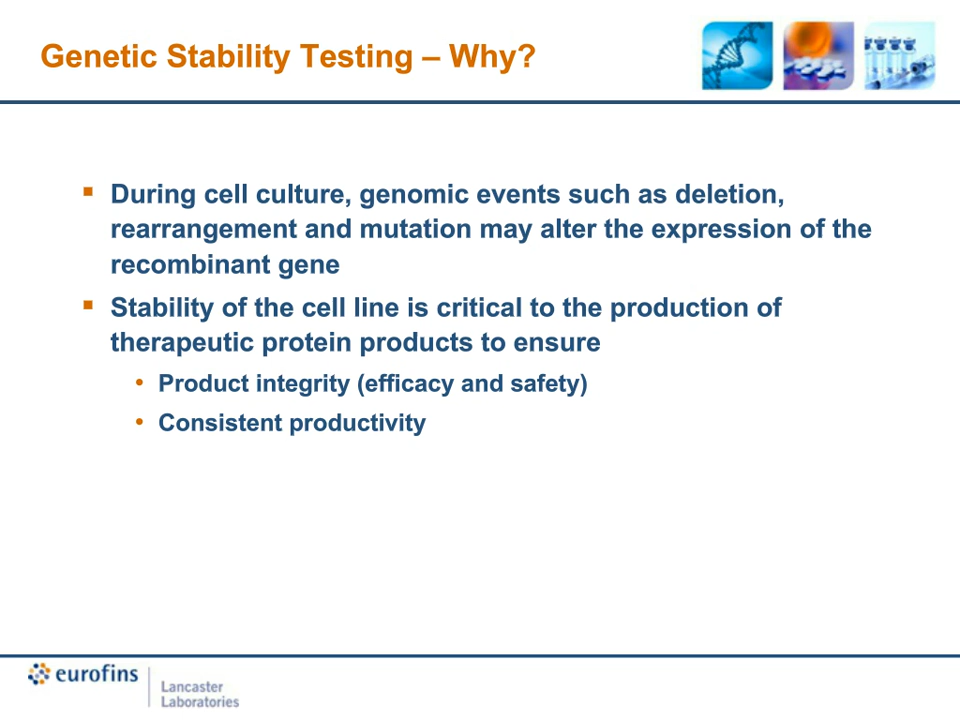 Genetic Stability Testing – Why?
▪ During cell culture, genomic events such as deletion,
rearrangement and mutation may alter the expression of the
recombinant gene
▪ Stability of the cell line is critical to the production of
therapeutic protein products to ensure
• Product integrity (efficacy and safety)
• Consistent productivity
eurofins
Lancaster
Laboratories